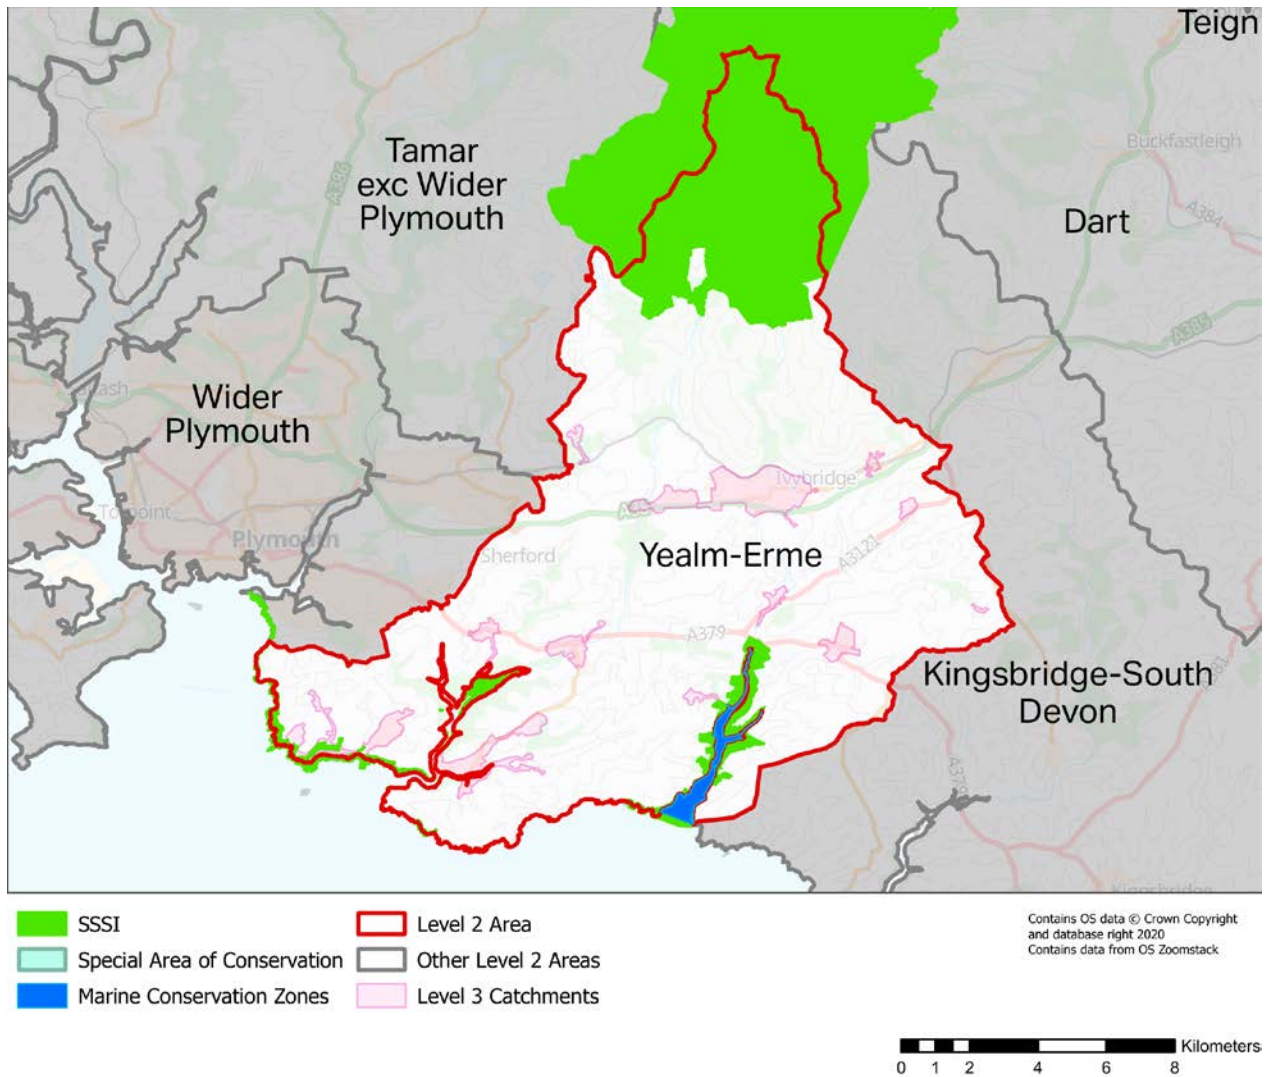 Teign
Buckfastleigh
Tamar
exc Wider
Plymouth
A386
A384
Dart
A385
Wider
Plymouth
Ivybridge
A38
Torpoint
Plymouth
Sherford
Yealm-Erme
A3121
A379
Kingsbridge-South
Devon
A381
A379
Kingsbridge
SSSI
Level 2 Area
Special Area of Conservation
Other Level 2 Areas
Marine Conservation Zones
Level 3 Catchments
Contains OS data © Crown Copyright
and database right 2020
Contains data from OS Zoomstack
Kilometers
0 1 2 4 6 8